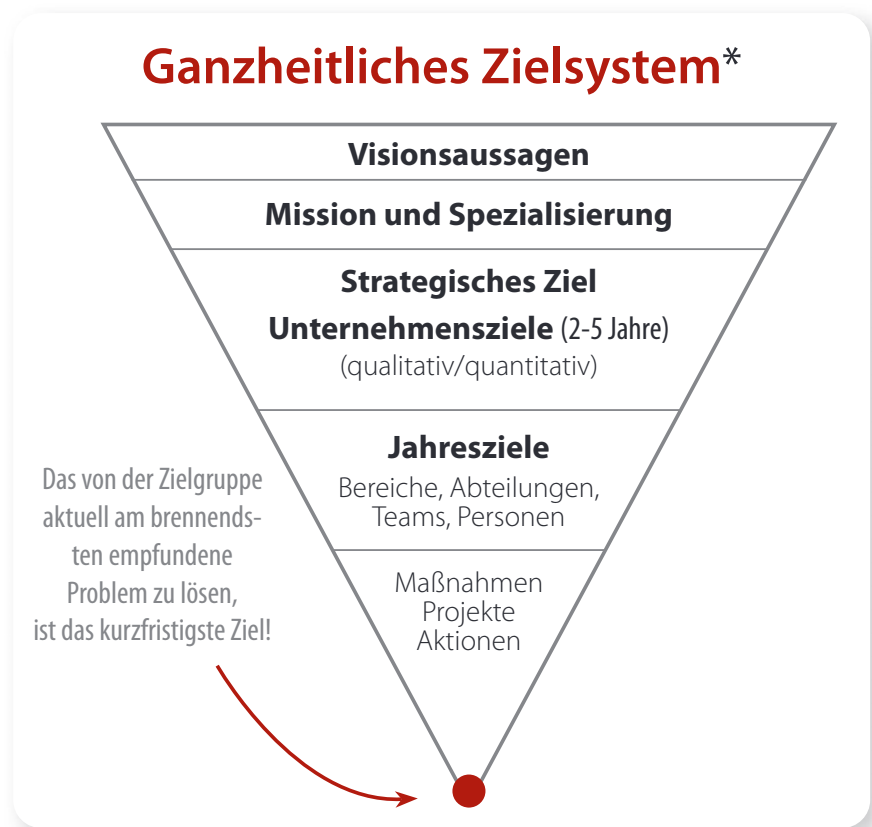 Ganzheitliches Zielsystem*
Visionsaussagen
Mission und Spezialisierung
Strategisches Ziel
Unternehmensziele (2-5 Jahre)
(qualitativ/quantitativ)
Jahresziele
Bereiche, Abteilungen,
Teams, Personen
Das von der Zielgruppe
aktuell am brennends-
ten empfundene
Problem zu lösen,
ist das kurzfristigste Ziel!
Maßnahmen
Projekte
Aktionen